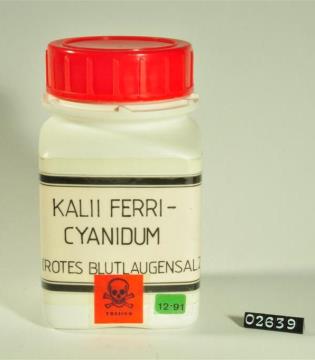 KALII FERRI-
CYANIDUM
ROTES BLUTLAUGENSALZ
12-91
02639